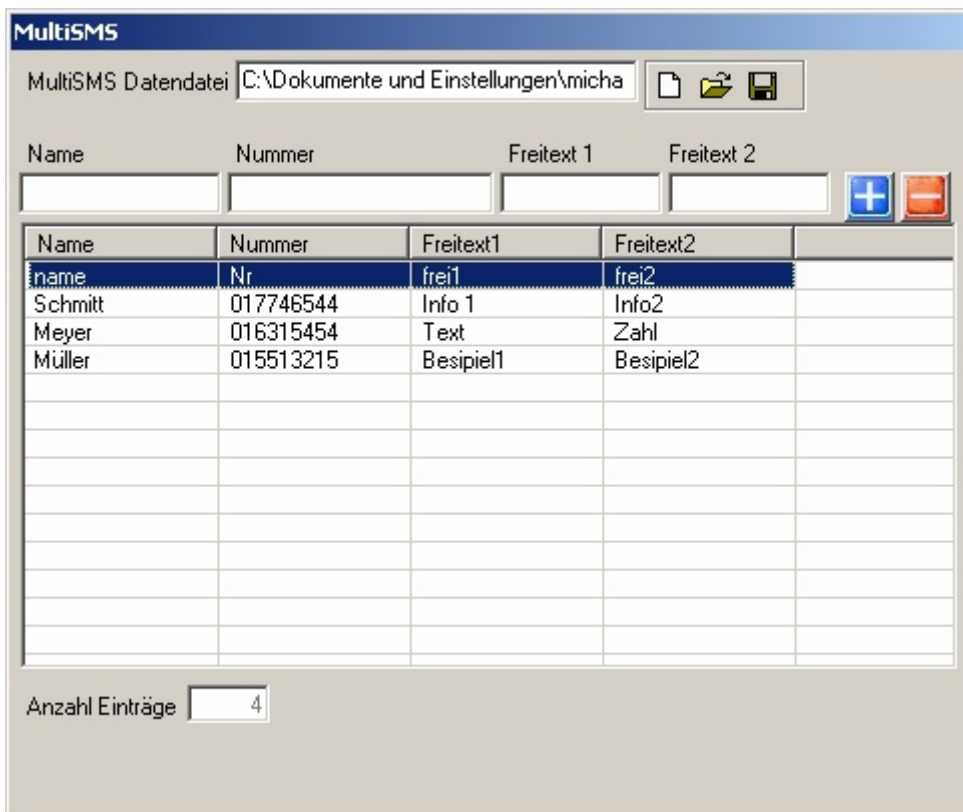 MultiSMS
MultiSMS Datendatei C:\Dokumente und Einstellungen\micha
Name Nummer Freitext 1 Freitext 2
Name Nummer Freitext1 Freitext2
name Nr frei1 frei2
Schmitt 017746544 Info 1 Info2
Meyer 016315454 Text Zahl
Müller 015513215 Besipiel1 Besipiel2
Anzahl Einträge 4